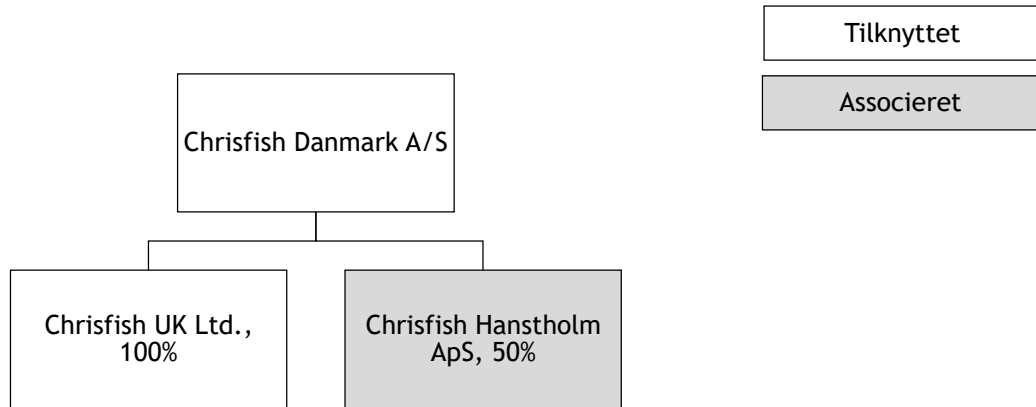 Tilknyttet
Associeret
Chrisfish Danmark A/S
Chrisfish UK Ltd.,
100%
Chrisfish Hanstholm
ApS, 50%